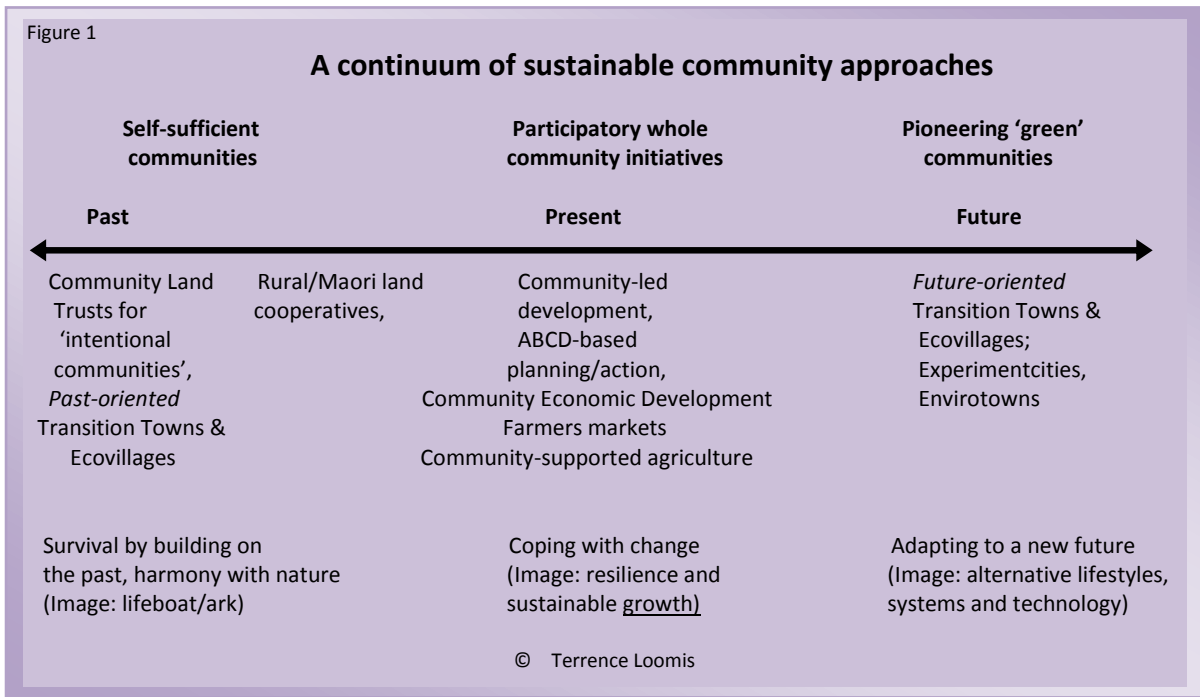 Figure 1
A continuum of sustainable community approaches
Self-sufficient
communities
Participatory whole
community initiatives
Pioneering ‘green’
communities
Past
Present
Future
Community Land
Trusts for
‘intentional
communities’,
Past-oriented
Transition Towns &
Ecovillages
Rural/Maori land
cooperatives,
Community-led
development,
ABCD-based
planning/action,
Community Economic Development
Farmers markets
Community-supported agriculture
Future-oriented
Transition Towns &
Ecovillages;
Experimentcities,
Envirotowns
Survival by building on
the past, harmony with nature
(Image: lifeboat/ark)
Coping with change
(Image: resilience and
sustainable growth)
Adapting to a new future
(Image: alternative lifestyles,
systems and technology)
© Terrence Loomis